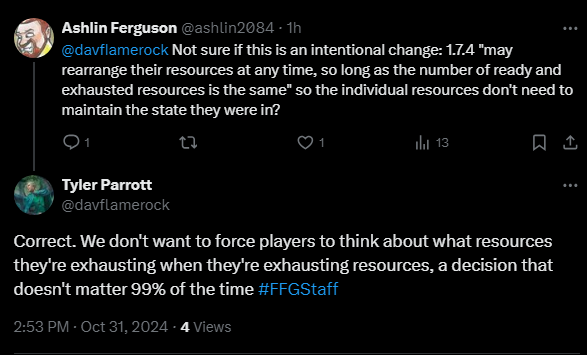 Ashlin Ferguson @ashlin2084 · 1h
@davflamerock Not sure if this is an intentional change: 1.7.4 "may
rearrange their resources at any time, so long as the number of ready and
exhausted resources is the same" so the individual resources don't need to
maintain the state they were in?
1 1 13
Tyler Parrott
@davflamerock
Correct. We don't want to force players to think about what resources
they're exhausting when they're exhausting resources, a decision that
doesn't matter 99% of the time #FFGStaff
2:53 PM · Oct 31, 2024 · 4 Views